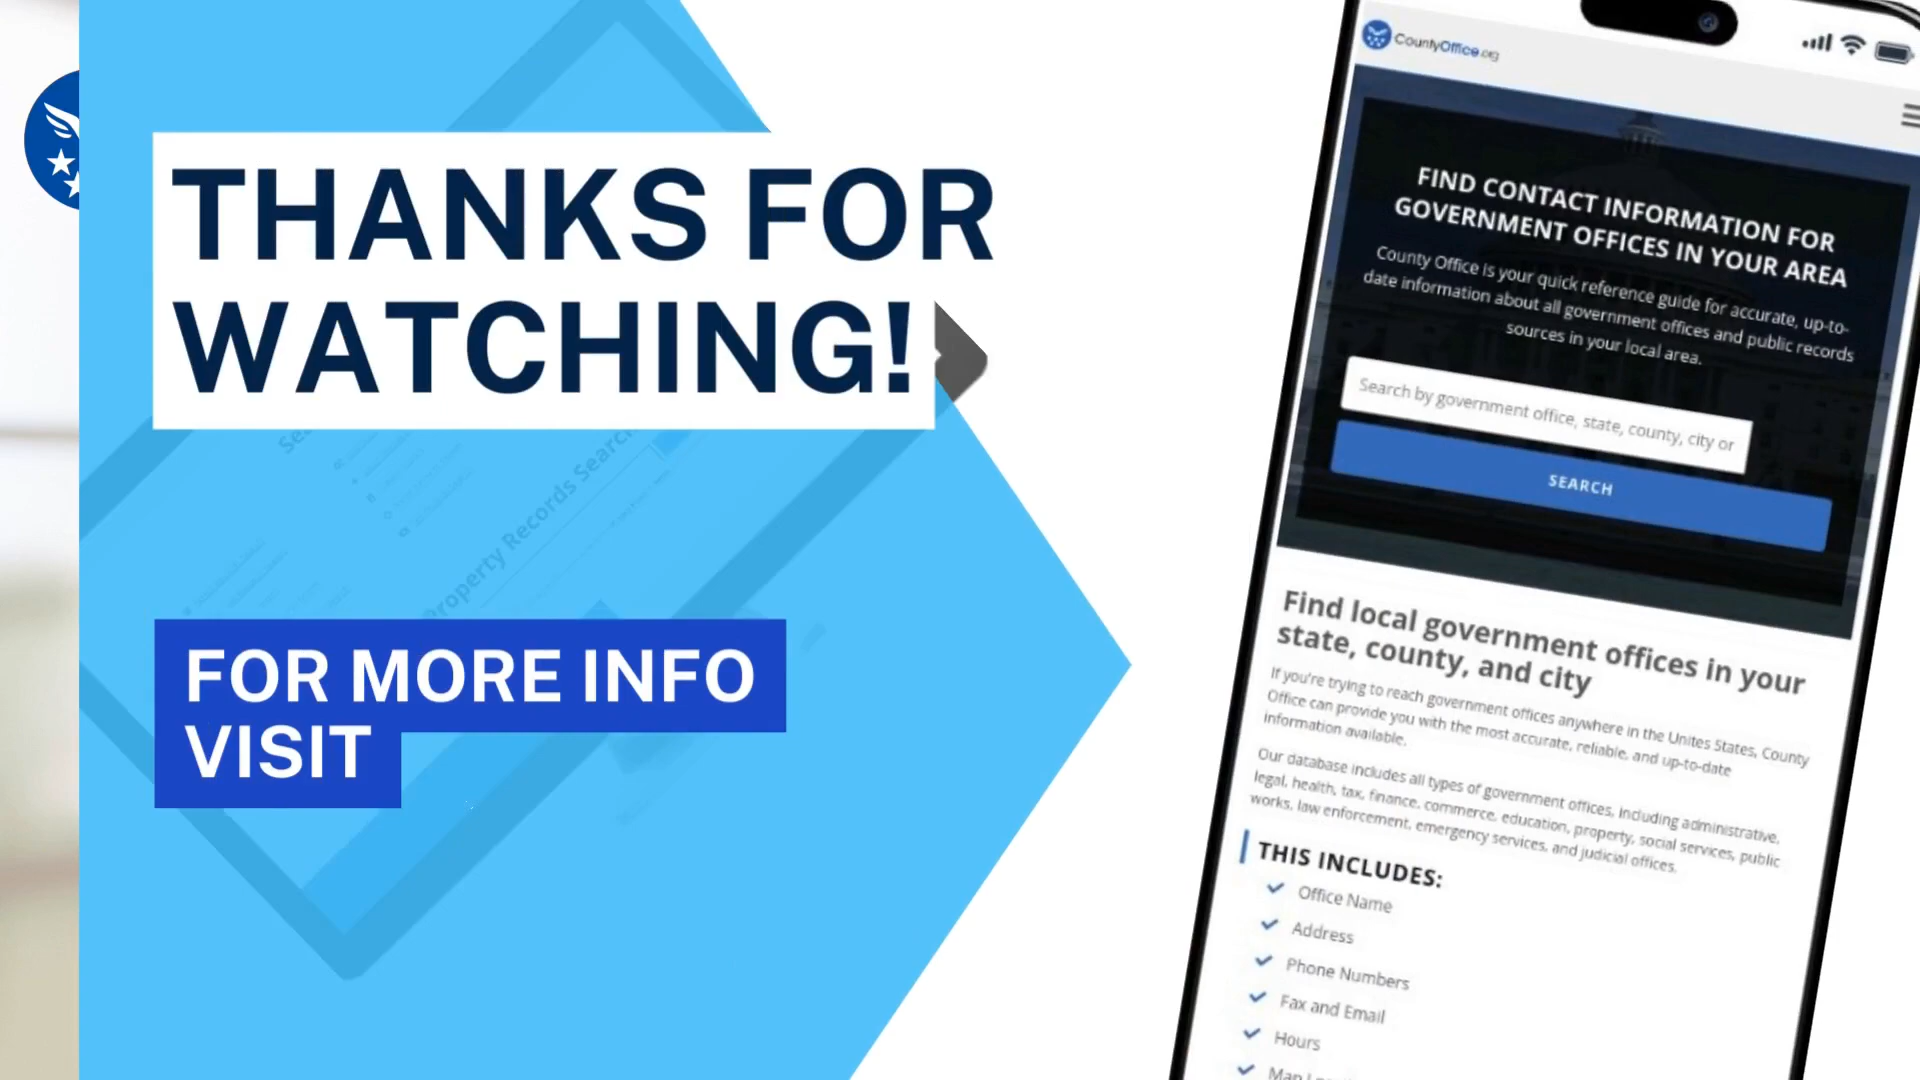 THANKS FOR
WATCHING!
FOR MORE INFO
VISIT
Property Records Search
CountyOffice.org
FIND CONTACT INFORMATION FOR
GOVERNMENT OFFICES IN YOUR AREA
County Office is your quick reference guide for accurate, up-to-
date information about all government offices and public records
sources in your local area.
Search by government office, state, county, city or
SEARCH
Find local government offices in your
state, county, and city
If you're trying to reach government offices anywhere in the Unites States, County
Office can provide you with the most accurate, reliable, and up-to-date
information available.
Our database includes all types of government offices, including administrative,
legal, health, tax, finance, commerce, education, property, social services, public
works, law enforcement, emergency services, and judicial offices.
THIS INCLUDES:
Office Name
Address
Phone Numbers
Fax and Email
Hours
Map